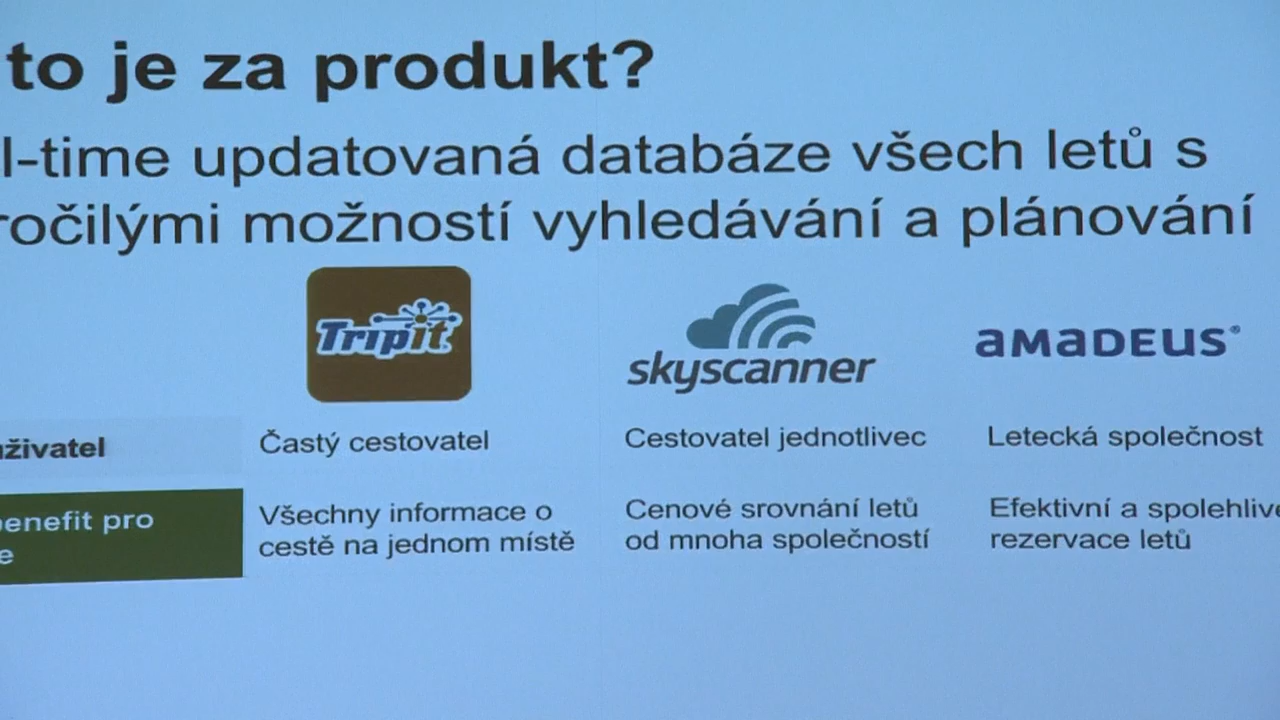 to je za produkt?
l-time updatovaná databáze všech letů s
ročilými možností vyhledávání a plánování
Tripit
skyscanner
amadeus
uživatel
Častý cestovatel
Cestovatel jednotlivec
Letecká společnost
benefit pro
e
Všechny informace o
cestě na jednom místě
Cenové srovnání letů
od mnoha společností
Efektivní a spolehlive
rezervace letů